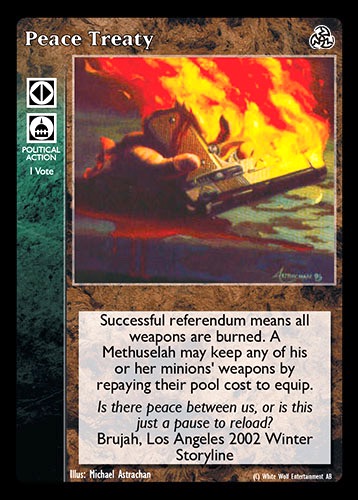 Peace Treaty
POLITICAL
ACTION
1 Vote
ASTRACHAN 95
Successful referendum means all
weapons are burned. A
Methuselah may keep any of his
or her minions' weapons by
repaying their pool cost to equip.
Is there peace between us, or is this
just a pause to reload?
Brujah, Los Angeles 2002 Winter
Storyline
Illus: Michael Astrachan
(C) White Wolf Entertainment AB